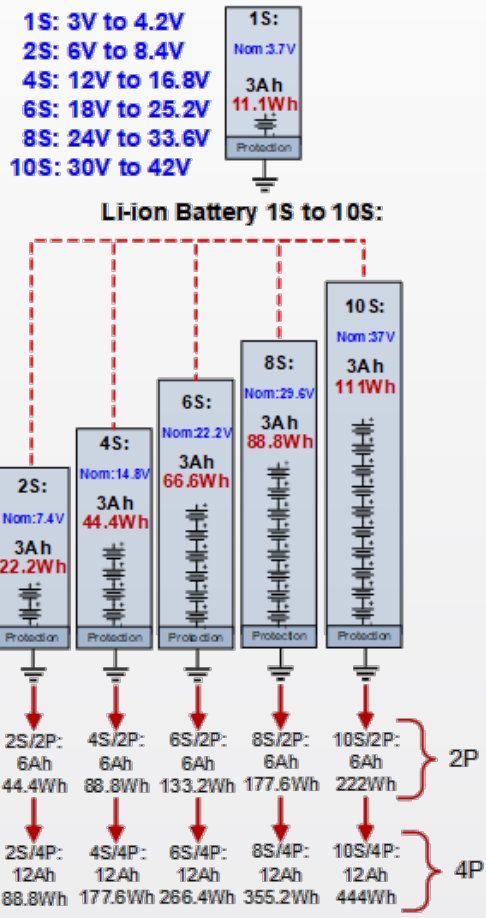 1S: 3V to 4.2V
2S: 6V to 8.4V
4S: 12V to 16.8V
6S: 18V to 25.2V
8S: 24V to 33.6V
10S: 30V to 42V
1S:
Nom:3.7V
3Ah
11.1Wh
Protection
Li-ion Battery 1S to 10S:
2S:
Nom:7.4V
3Ah
22.2Wh
Protection
4S:
Nom:14.8V
3Ah
44.4Wh
Protection
6S:
Nom:22.2V
3Ah
66.6Wh
Protection
8S:
Nom:29.6V
3Ah
88.8Wh
Protection
10S:
Nom:37V
3Ah
111Wh
Protection
2S/2P:
6Ah
44.4Wh
4S/2P:
6Ah
88.8Wh
6S/2P:
6Ah
133.2Wh
8S/2P:
6Ah
177.6Wh
10S/2P:
6Ah
222Wh
2P
2S/4P:
12Ah
88.8Wh
4S/4P:
12Ah
177.6Wh
6S/4P:
12Ah
266.4Wh
8S/4P:
12Ah
355.2Wh
10S/4P:
12Ah
444Wh
4P